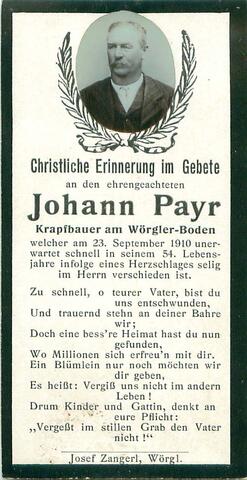 Christliche Erinnerung im Gebete
an den ehrengeachteten
Johann Payr
Krapfbauer am Wörgler-Boden
welcher am 23. September 1910 uner-
wartet schnell in seinem 54. Lebens-
jahre infolge eines Herzschlages selig
im Herrn verschieden ist.
Zu schnell, o teurer Vater, bist du
uns entschwunden,
Und trauernd stehn an deiner Bahre
wir;
Doch eine bess're Heimat hast du nun
gefunden,
Wo Millionen sich erfreu'n mit dir.
Ein Blümlein nur noch möchten wir
dir geben,
Es heißt: Vergiß uns nicht im andern
Leben!
Drum Kinder und Gattin, denkt an
eure Pflicht:
„Vergeßt im stillen Grab den Vater
nicht!"
Josef Zangerl, Wörgl.